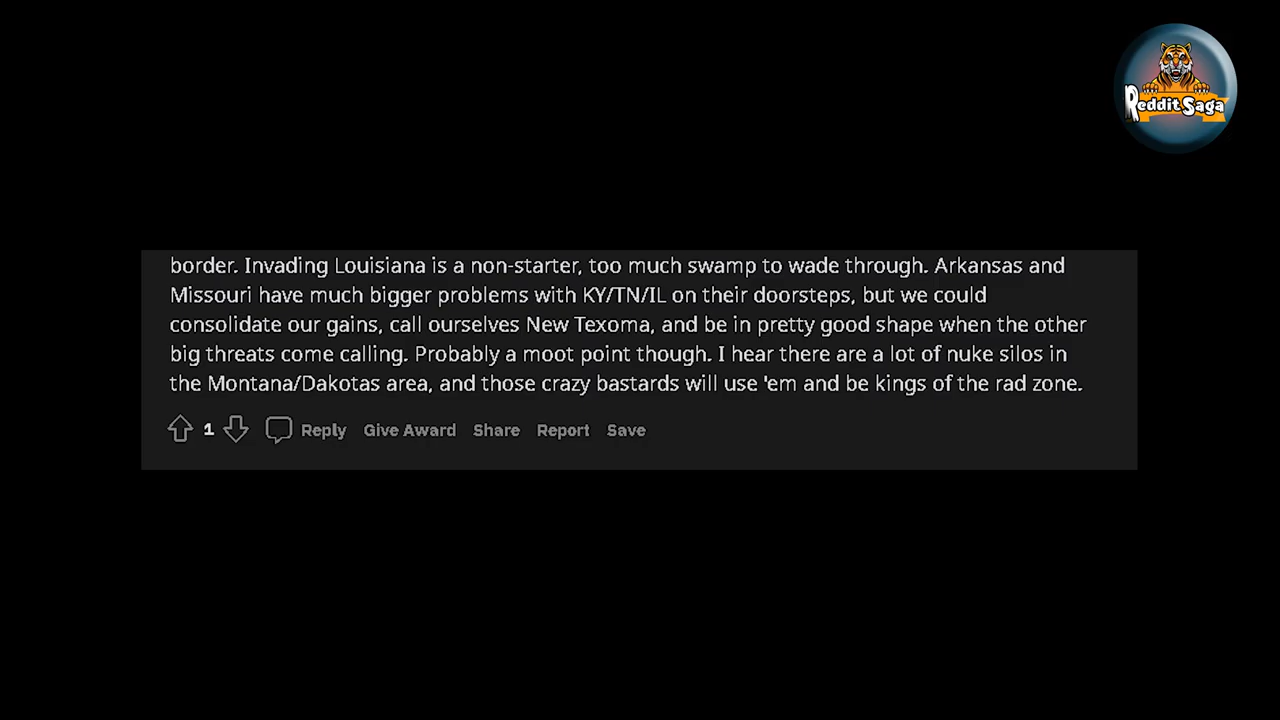 Reddit Saga
border. Invading Louisiana is a non-starter, too much swamp to wade through. Arkansas and
Missouri have much bigger problems with KY/TN/IL on their doorsteps, but we could
consolidate our gains, call ourselves New Texoma, and be in pretty good shape when the other
big threats come calling. Probably a moot point though. I hear there are a lot of nuke silos in
the Montana/Dakotas area, and those crazy bastards will use 'em and be kings of the rad zone.
1 Reply Give Award Share Report Save